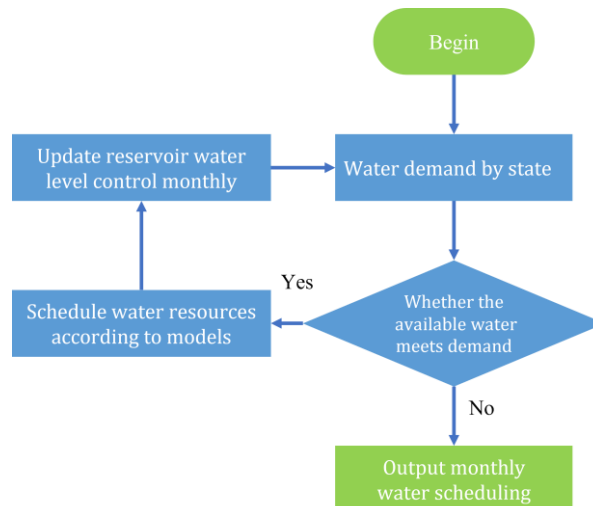 Begin
Update reservoir water
level control monthly
Water demand by state
Yes
Schedule water resources
according to models
Whether the
available water
meets demand
No
Output monthly
water scheduling